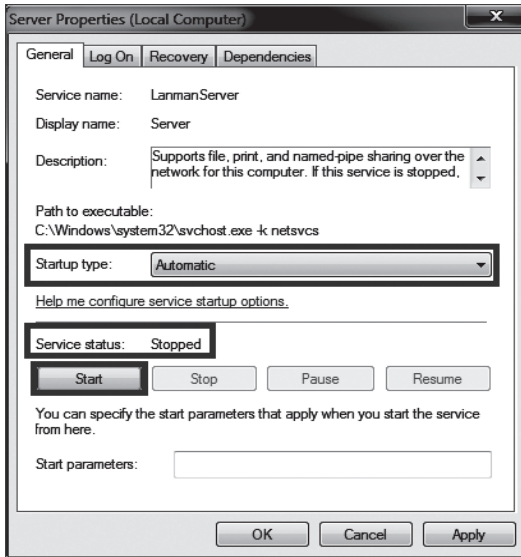 Server Properties (Local Computer)
General Log On Recovery Dependencies
Service name: LanmanServer
Display name: Server
Description: Supports file, print, and named-pipe sharing over the
network for this computer. If this service is stopped,
Path to executable:
C:\Windows\system32\svchost.exe -k netsvcs
Startup type: Automatic
Help me configure service startup options.
Service status: Stopped
Start Stop Pause Resume
You can specify the start parameters that apply when you start the service
from here.
Start parameters:
OK Cancel Apply